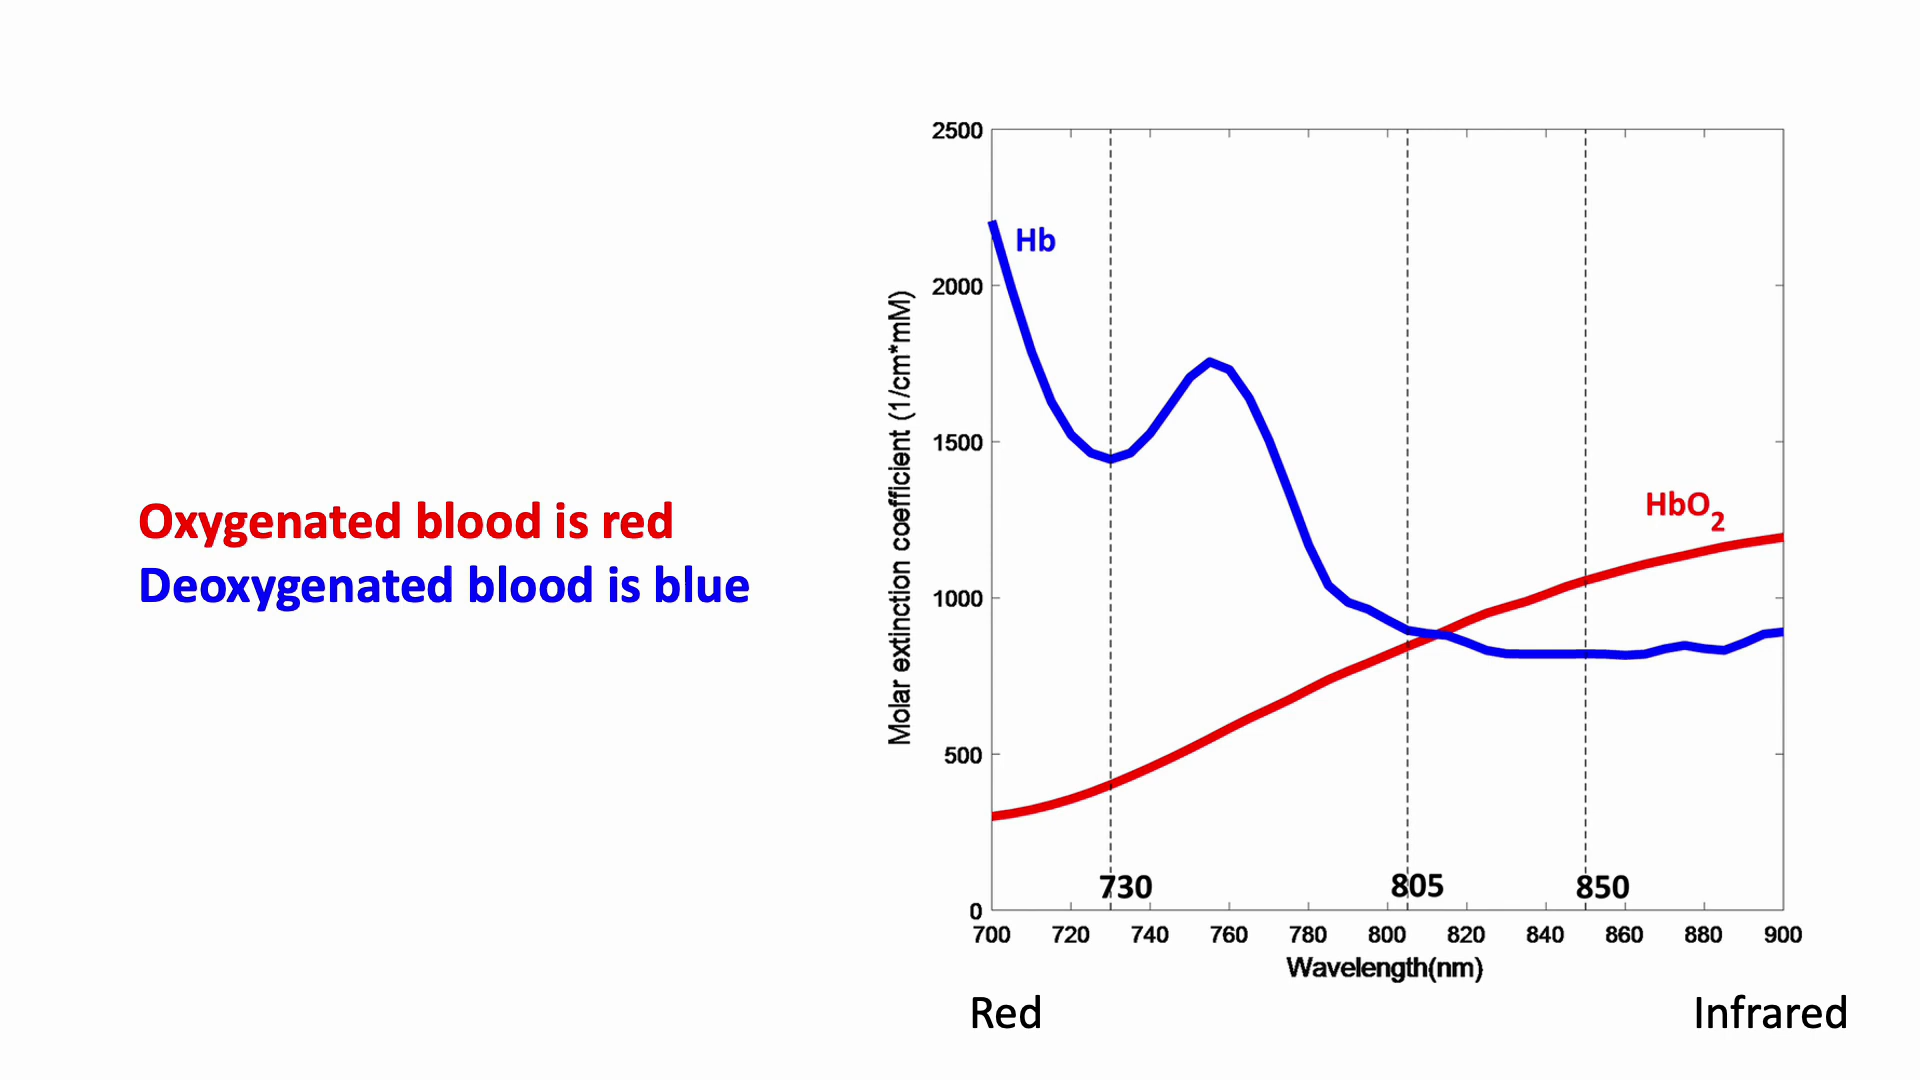 Oxygenated blood is red
Deoxygenated blood is blue
Molar extinction coefficient (1/cm*mM)
2500
2000
1500
1000
500
0
Hb
HbO2
730
805
850
700 720 740 760 780 800 820 840 860 880 900
Wavelength(nm)
Red
Infrared